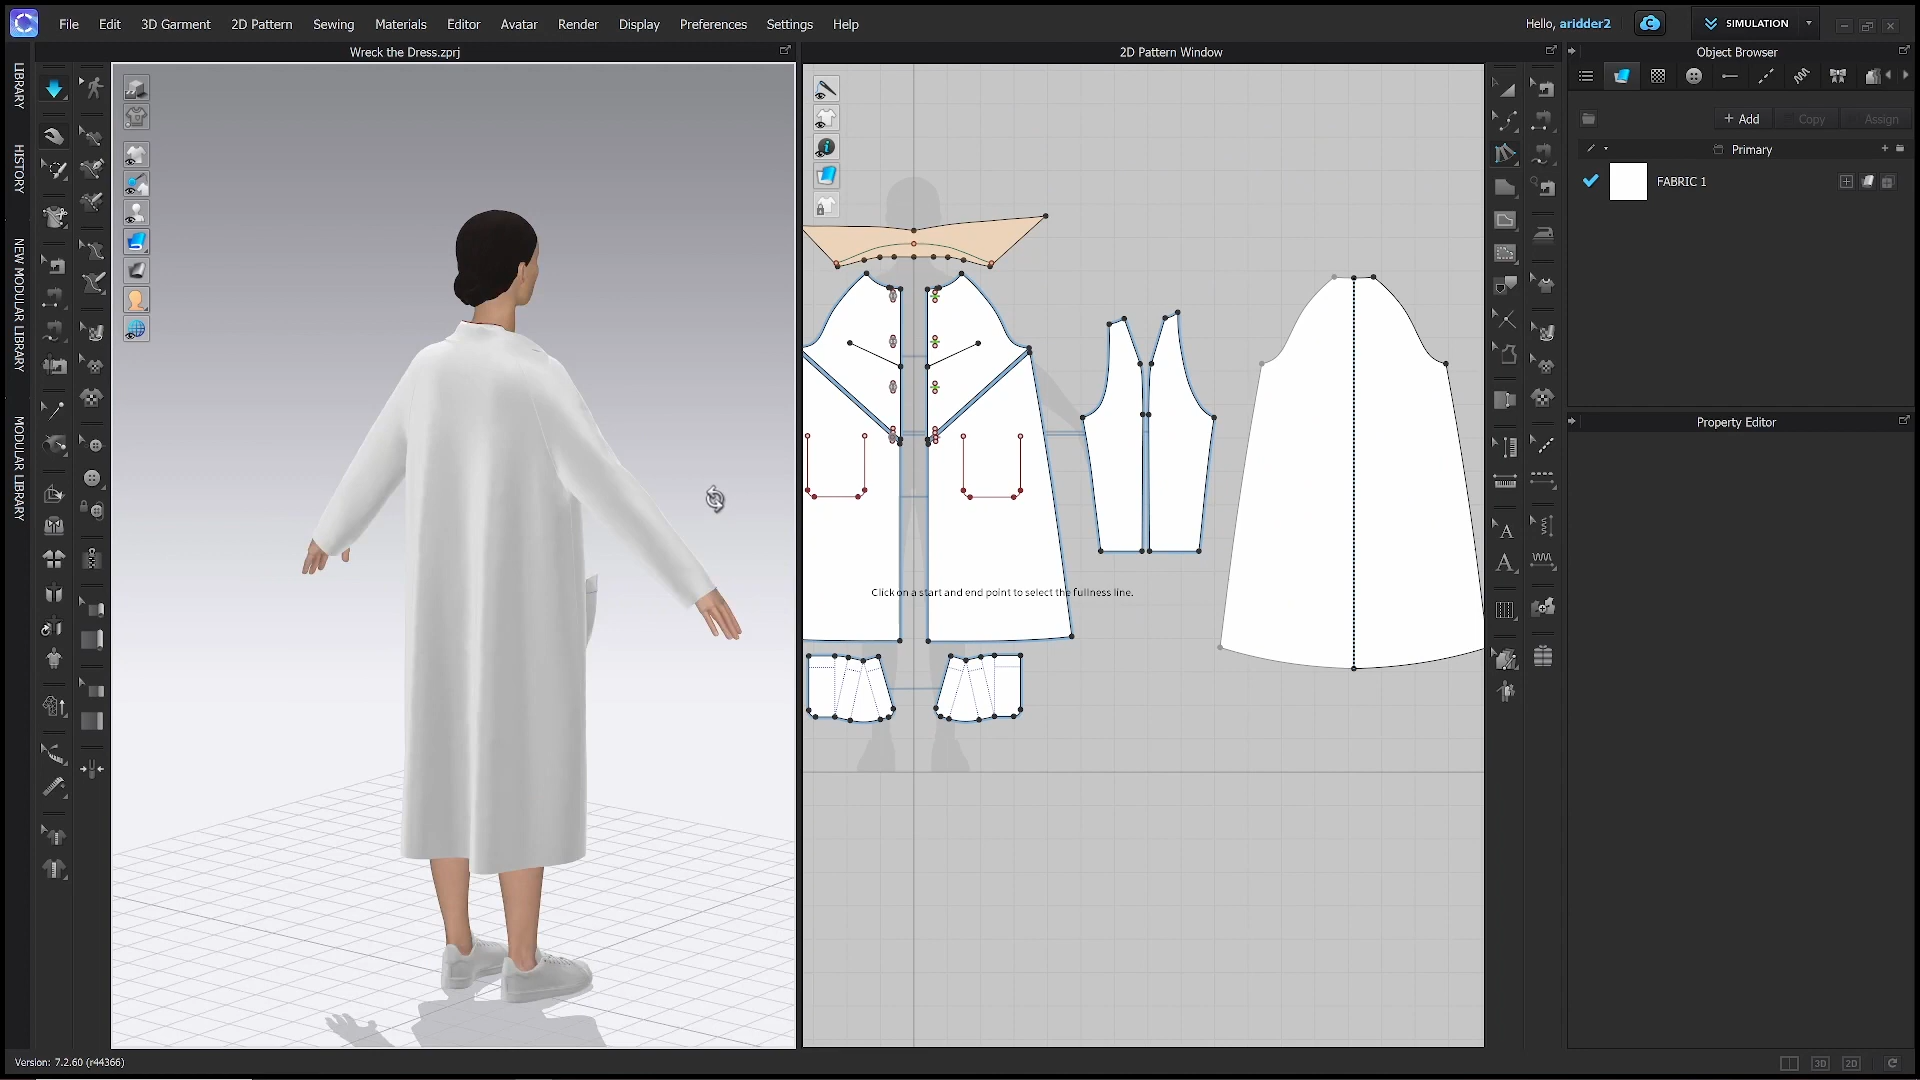 File Edit 3D Garment 2D Pattern Sewing Materials Editor Avatar Render Display Preferences Settings Help
Hello, aridder2
SIMULATION
Wreck the Dress.zprj
2D Pattern Window
Object Browser
LIBRARY
HISTORY
NEW MODULAR LIBRARY
MODULAR LIBRARY
+ Add Copy Assign
Primary
FABRIC 1
Property Editor
Click on a start and end point to select the fullness line.
Version: 7.2.60 (r44366)
3D 2D